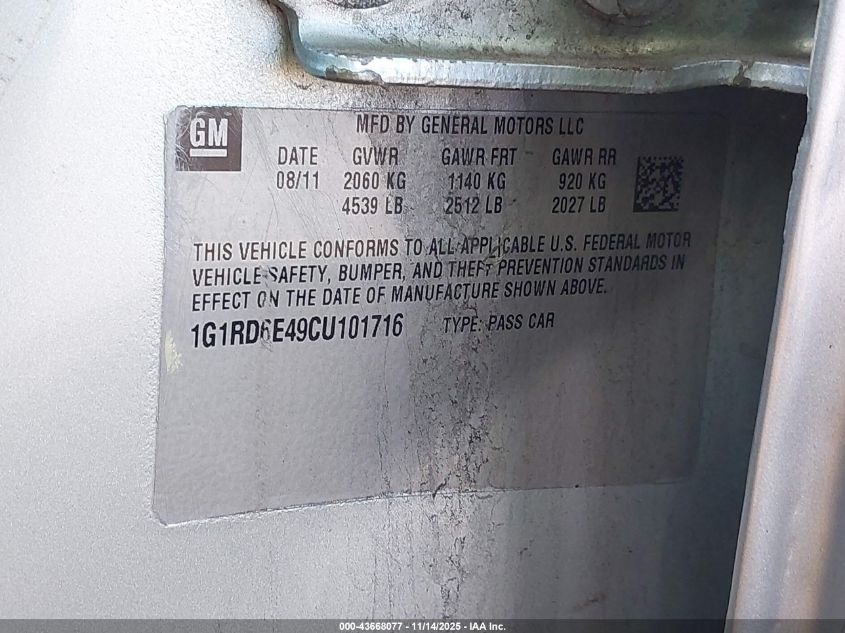 GM
MFD BY GENERAL MOTORS LLC
DATE GVWR GAWR FRT GAWR RR
08/11 2060 KG 1140 KG 920 KG
4539 LB 2512 LB 2027 LB
THIS VEHICLE CONFORMS TO ALL APPLICABLE U.S. FEDERAL MOTOR
VEHICLE SAFETY, BUMPER, AND THEFT PREVENTION STANDARDS IN
EFFECT ON THE DATE OF MANUFACTURE SHOWN ABOVE.
1G1RD6E49CU101716 TYPE: PASS CAR
000-43668077 - 11/14/2025 - IAA Inc.